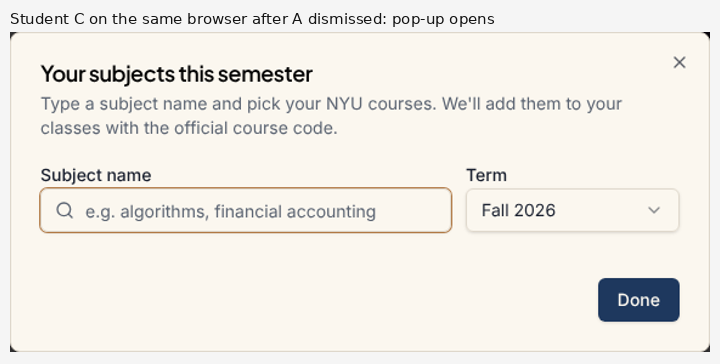 Student C on the same browser after A dismissed: pop-up opens
Your subjects this semester
Type a subject name and pick your NYU courses. We'll add them to your
classes with the official course code.
Subject name
Term
e.g. algorithms, financial accounting
Fall 2026
Done